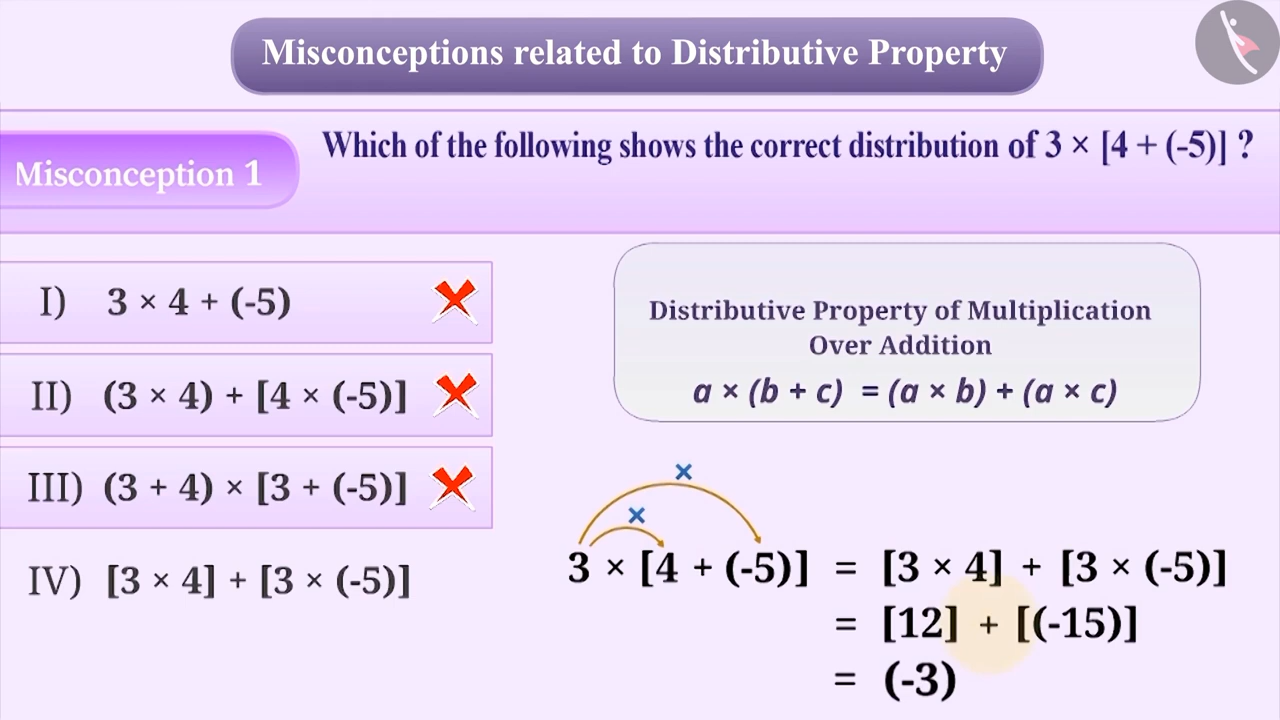 Misconceptions related to Distributive Property
Misconception 1
Which of the following shows the correct distribution of 3 × [4 + (-5)] ?
I) 3 × 4 + (-5)
II) (3 × 4) + [4 × (-5)]
III) (3 + 4) × [3 + (-5)]
IV) [3 × 4] + [3 × (-5)]
Distributive Property of Multiplication
Over Addition
a × (b + c) = (a × b) + (a × c)
× 
×
3 × [4 + (-5)] = [3 × 4] + [3 × (-5)]
= [12] + [(-15)]
= (-3)